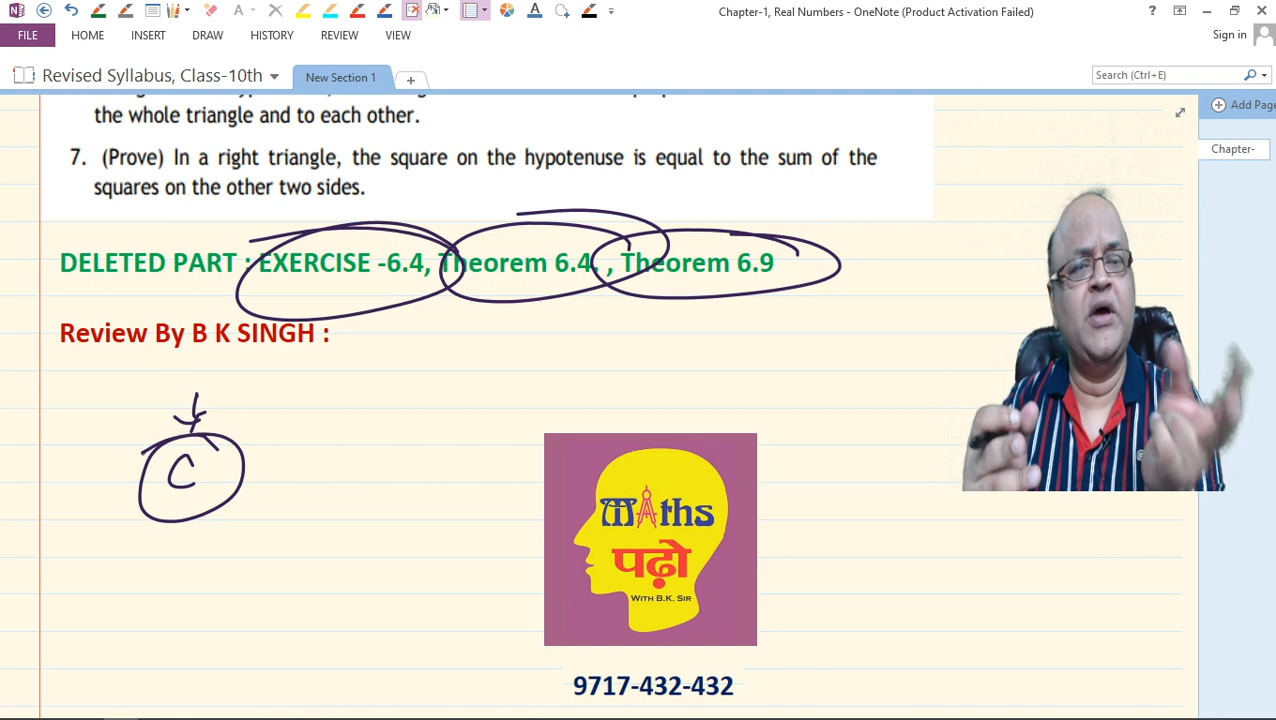 Chapter-1, Real Numbers - OneNote (Product Activation Failed)
FILE HOME INSERT DRAW HISTORY REVIEW VIEW
Sign in
Revised Syllabus, Class-10th
New Section 1
Search (Ctrl+E)
Add Page
Chapter-
the whole triangle and to each other.
7. (Prove) In a right triangle, the square on the hypotenuse is equal to the sum of the
squares on the other two sides.
DELETED PART : EXERCISE -6.4, Theorem 6.4. , Theorem 6.9
Review By B K SINGH :
C
Maths
पढ़ो
WITH B.K. SIR
9717-432-432